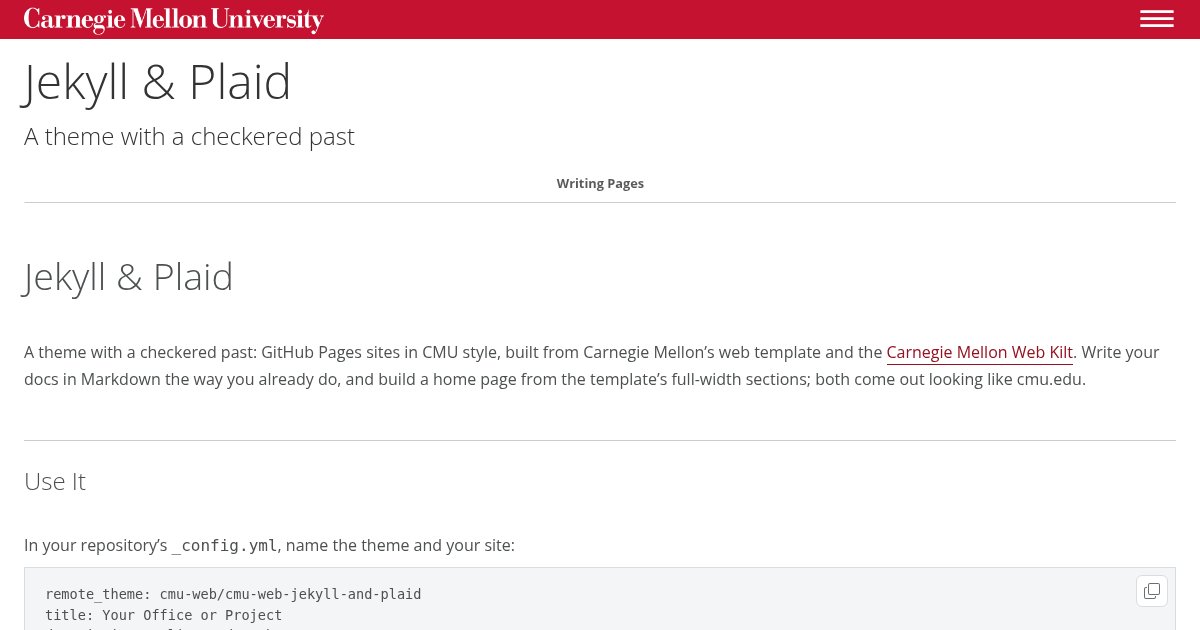 Carnegie Mellon University
Jekyll & Plaid
A theme with a checkered past
Writing Pages
Jekyll & Plaid
A theme with a checkered past: GitHub Pages sites in CMU style, built from Carnegie Mellon’s web template and the Carnegie Mellon Web Kilt. Write your
docs in Markdown the way you already do, and build a home page from the template’s full-width sections; both come out looking like cmu.edu.
Use It
In your repository’s _config.yml, name the theme and your site:
remote_theme: cmu-web/cmu-web-jekyll-and-plaid
title: Your Office or Project